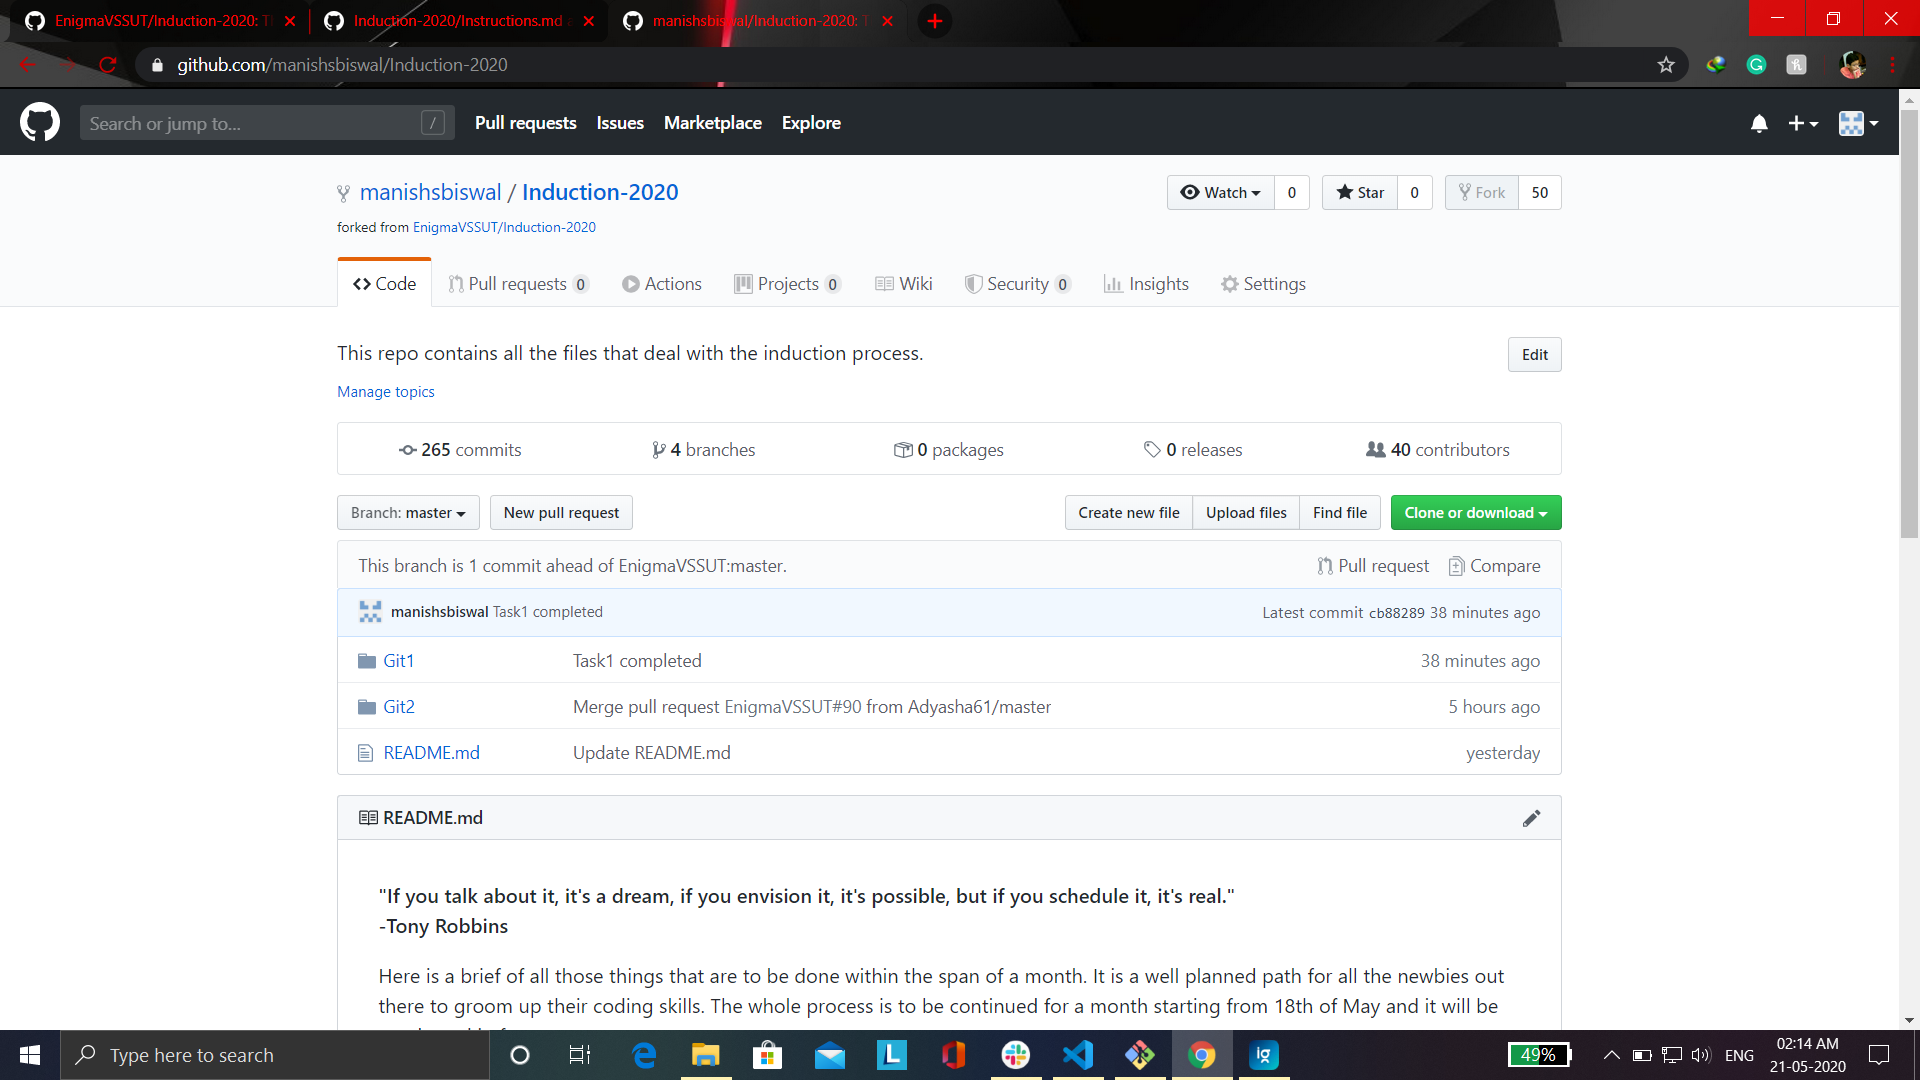 EnigmaVSSUT/Induction-2020: T
Induction-2020/Instructions.md a
manishsbiswal/Induction-2020: T
github.com/manishsbiswal/Induction-2020
Search or jump to... /
Pull requests Issues Marketplace Explore
manishsbiswal / Induction-2020
Watch 0 Star 0 Fork 50
forked from EnigmaVSSUT/Induction-2020
Code Pull requests 0 Actions Projects 0 Wiki Security 0 Insights Settings
This repo contains all the files that deal with the induction process.
Edit
Manage topics
265 commits 4 branches 0 packages 0 releases 40 contributors
Branch: master New pull request Create new file Upload files Find file Clone or download
This branch is 1 commit ahead of EnigmaVSSUT:master. Pull request Compare
manishsbiswal Task1 completed Latest commit cb88289 38 minutes ago
Git1 Task1 completed 38 minutes ago
Git2 Merge pull request EnigmaVSSUT#90 from Adyasha61/master 5 hours ago
README.md Update README.md yesterday
README.md
"If you talk about it, it's a dream, if you envision it, it's possible, but if you schedule it, it's real."
-Tony Robbins
Here is a brief of all those things that are to be done within the span of a month. It is a well planned path for all the newbies out
there to groom up their coding skills. The whole process is to be continued for a month starting from 18th of May and it will be
Type here to search
49%
ENG
02:14 AM
21-05-2020